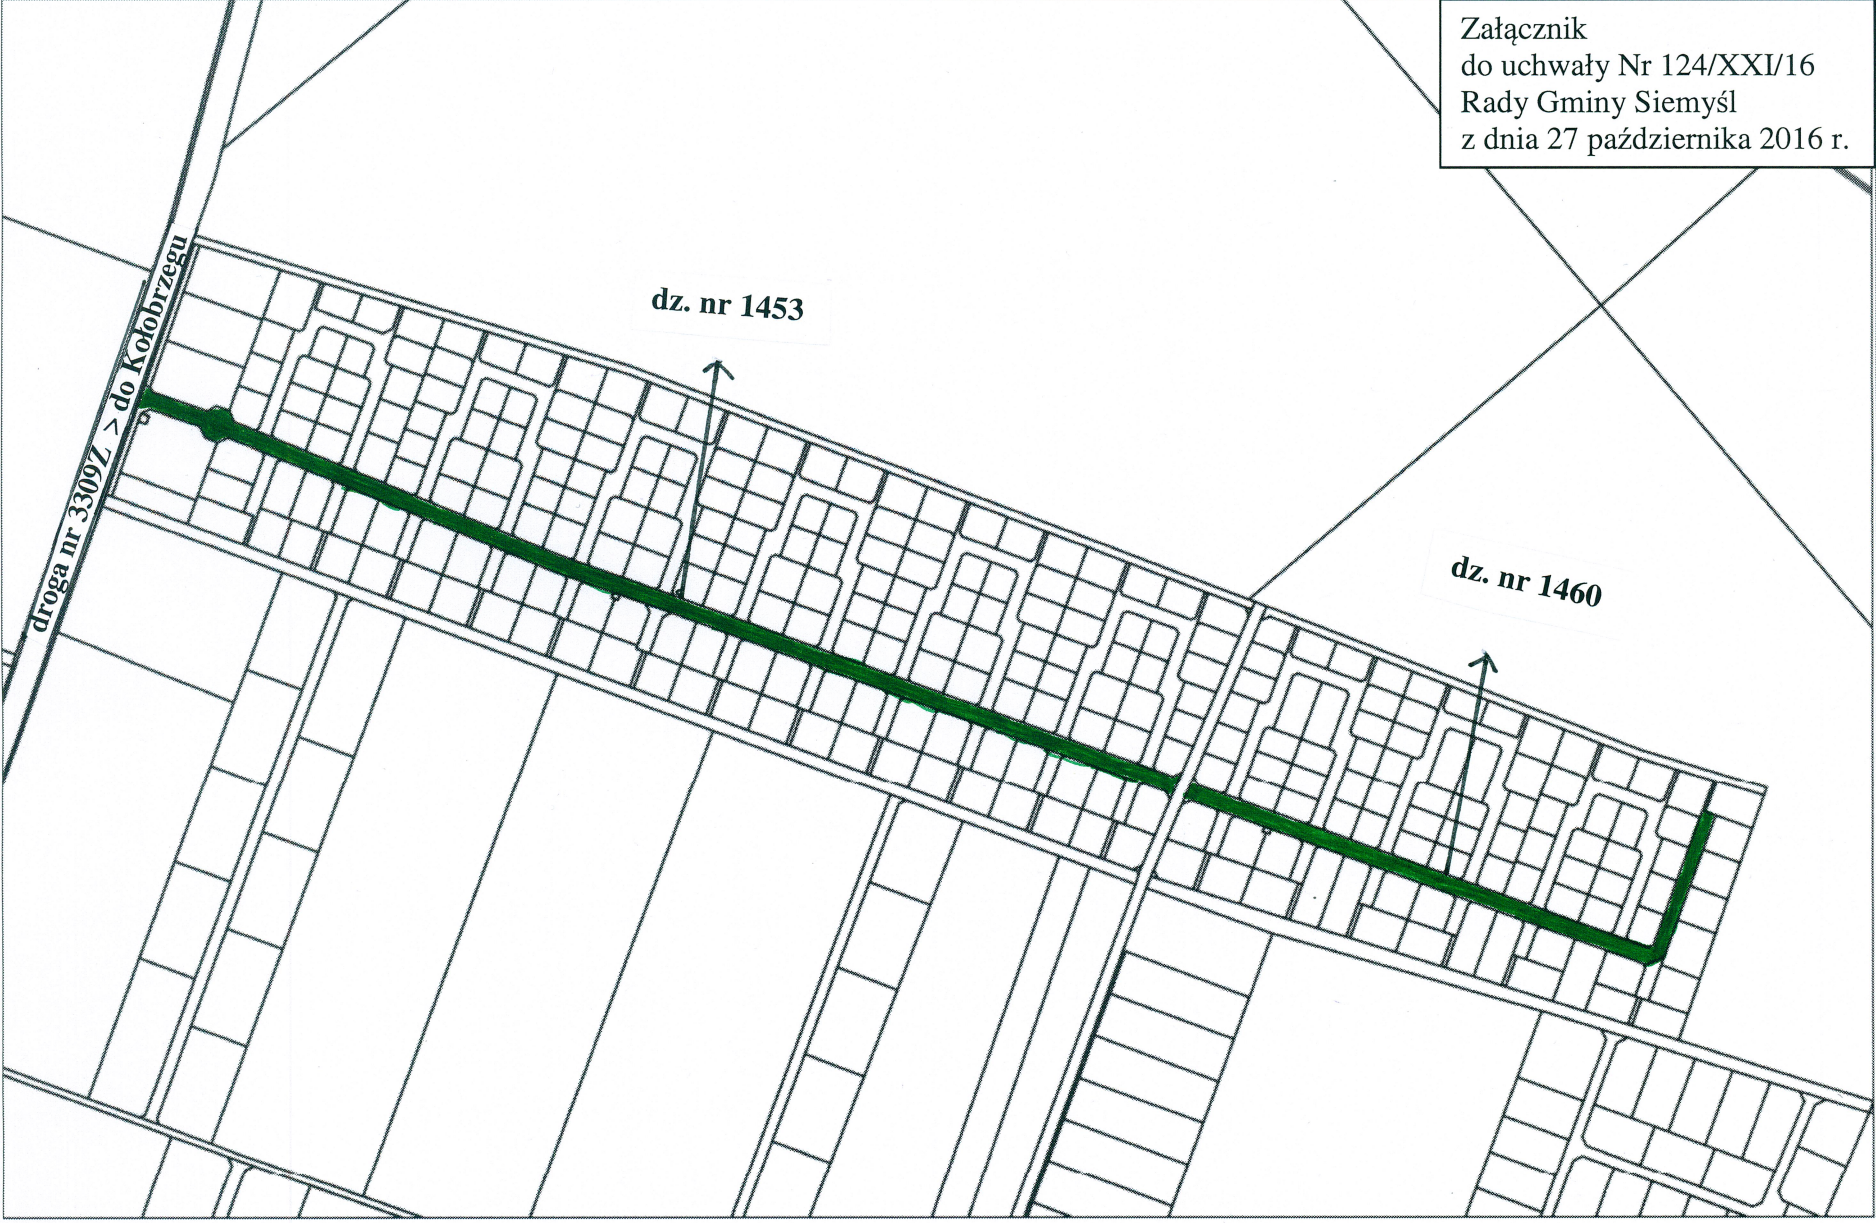 Załącznik
do uchwały Nr 124/XXI/16
Rady Gminy Siemyśl
z dnia 27 października 2016 r.
dz. nr 1453
dz. nr 1460
droga nr 3309Z > do Kołobrzegu